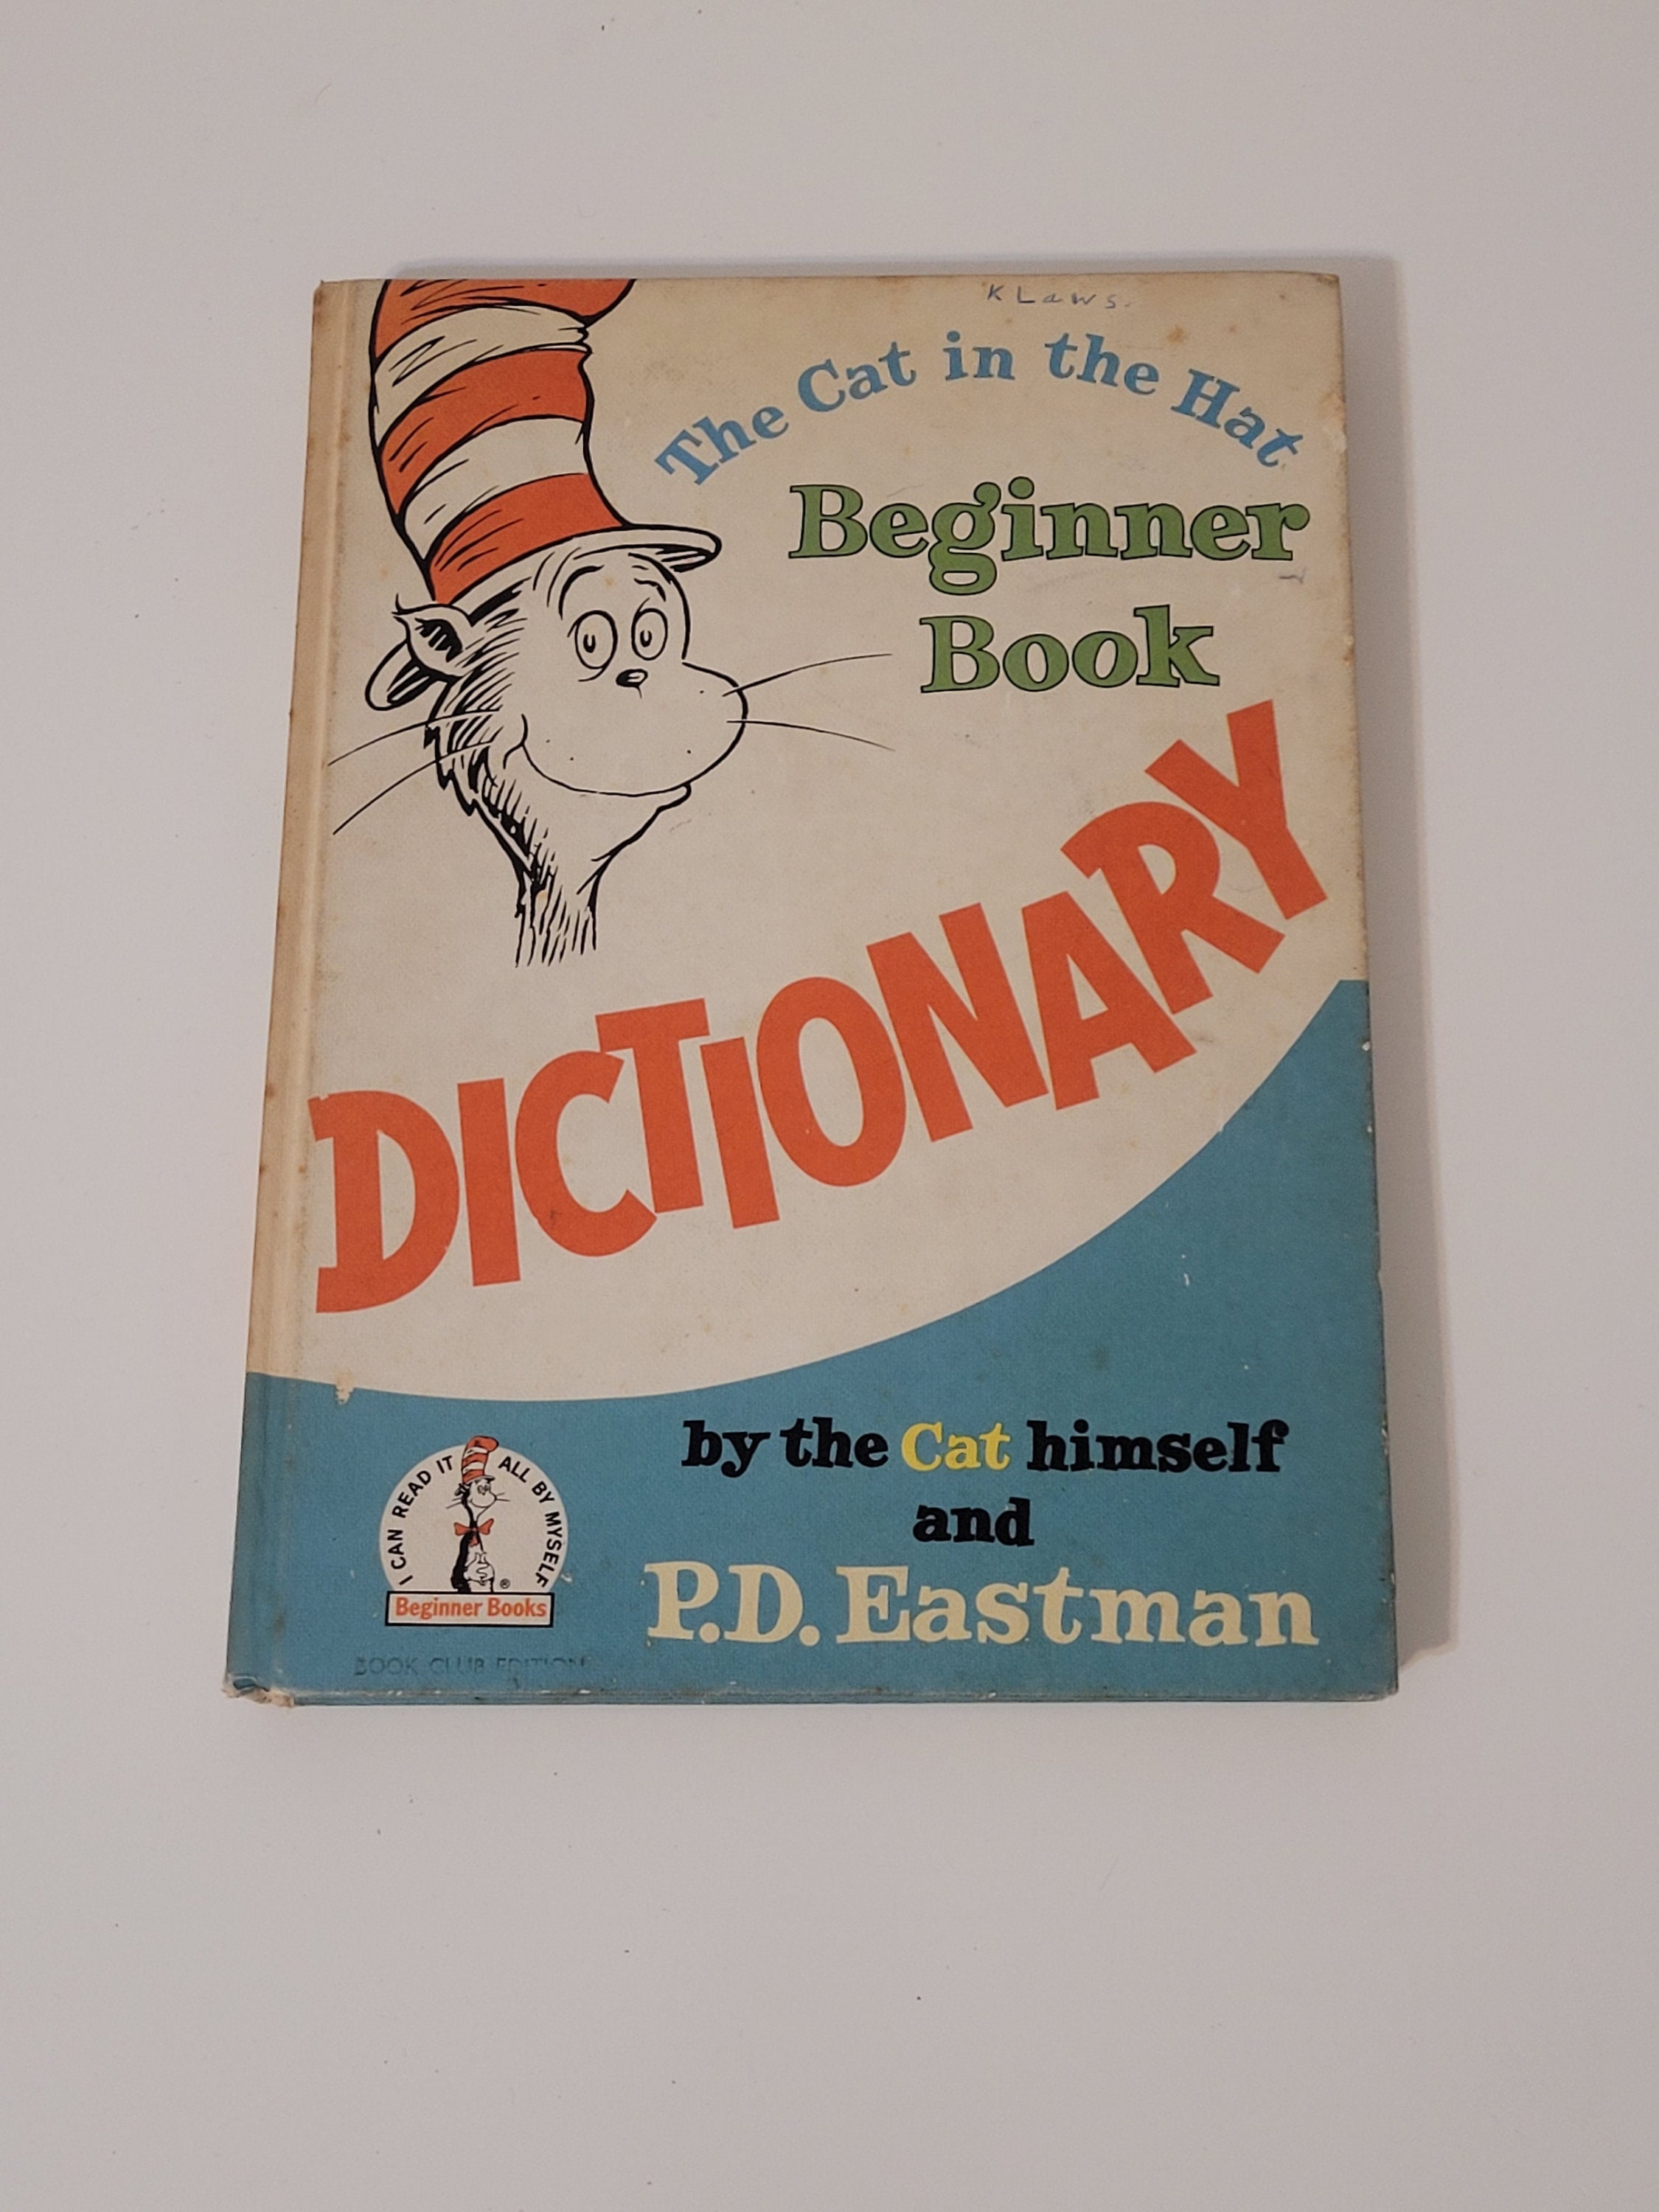 K Laws.
The Cat in the Hat
Beginner
Book
DICTIONARY
by the Cat himself
and
P.D. Eastman
I CAN READ IT ALL BY MYSELF
®
Beginner Books
BOOK CLUB EDITION